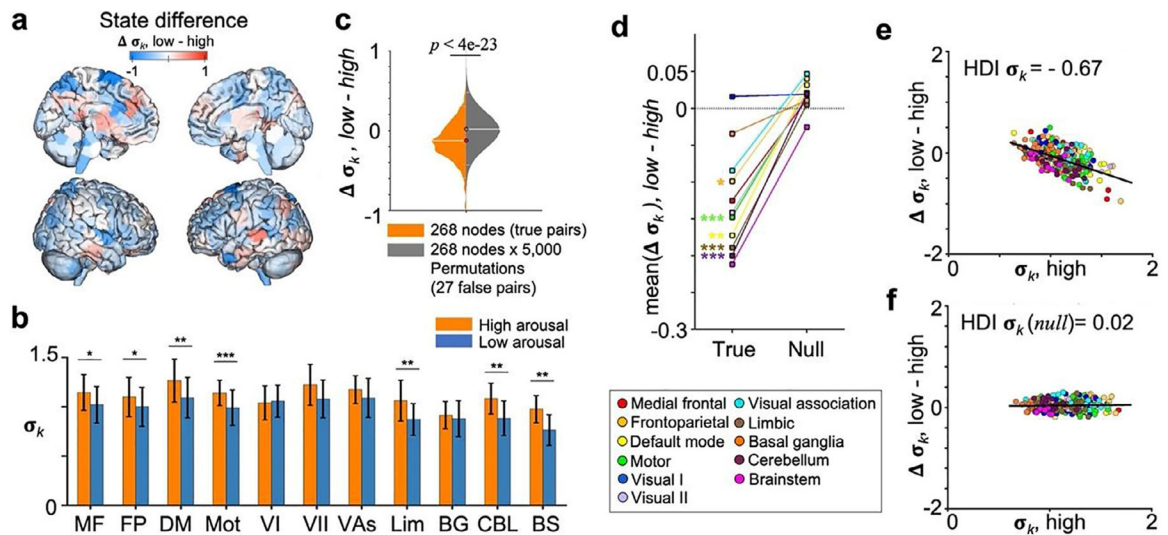 a
State difference
Δ σk, low - high
-1
1
b
High arousal
Low arousal
1.5
σk
0
* * ** *** ** ** **
MF FP DM Mot VI VII VAs Lim BG CBL BS
c
p < 4e-23
1
0
-1
Δ σk, low - high
268 nodes (true pairs)
268 nodes x 5,000
Permutations
(27 false pairs)
d
0.05
0
-0.3
mean(Δ σk), low - high
*
***
**
***
***
True Null
Medial frontal
Frontoparietal
Default mode
Motor
Visual I
Visual II
Visual association
Limbic
Basal ganglia
Cerebellum
Brainstem
e
2
HDI σk = - 0.67
0
-2
Δ σk, low - high
0 σk, high 2
f
2
HDI σk (null)= 0.02
0
-2
Δ σk, low - high
0 σk, high 2